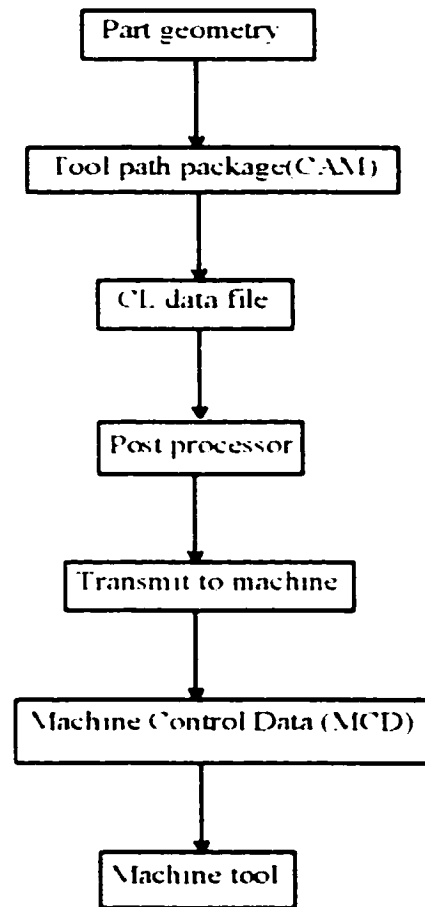 Part geometry
Tool path package(CAM)
CL data file
Post processor
Transmit to machine
Machine Control Data (MCD)
Machine tool